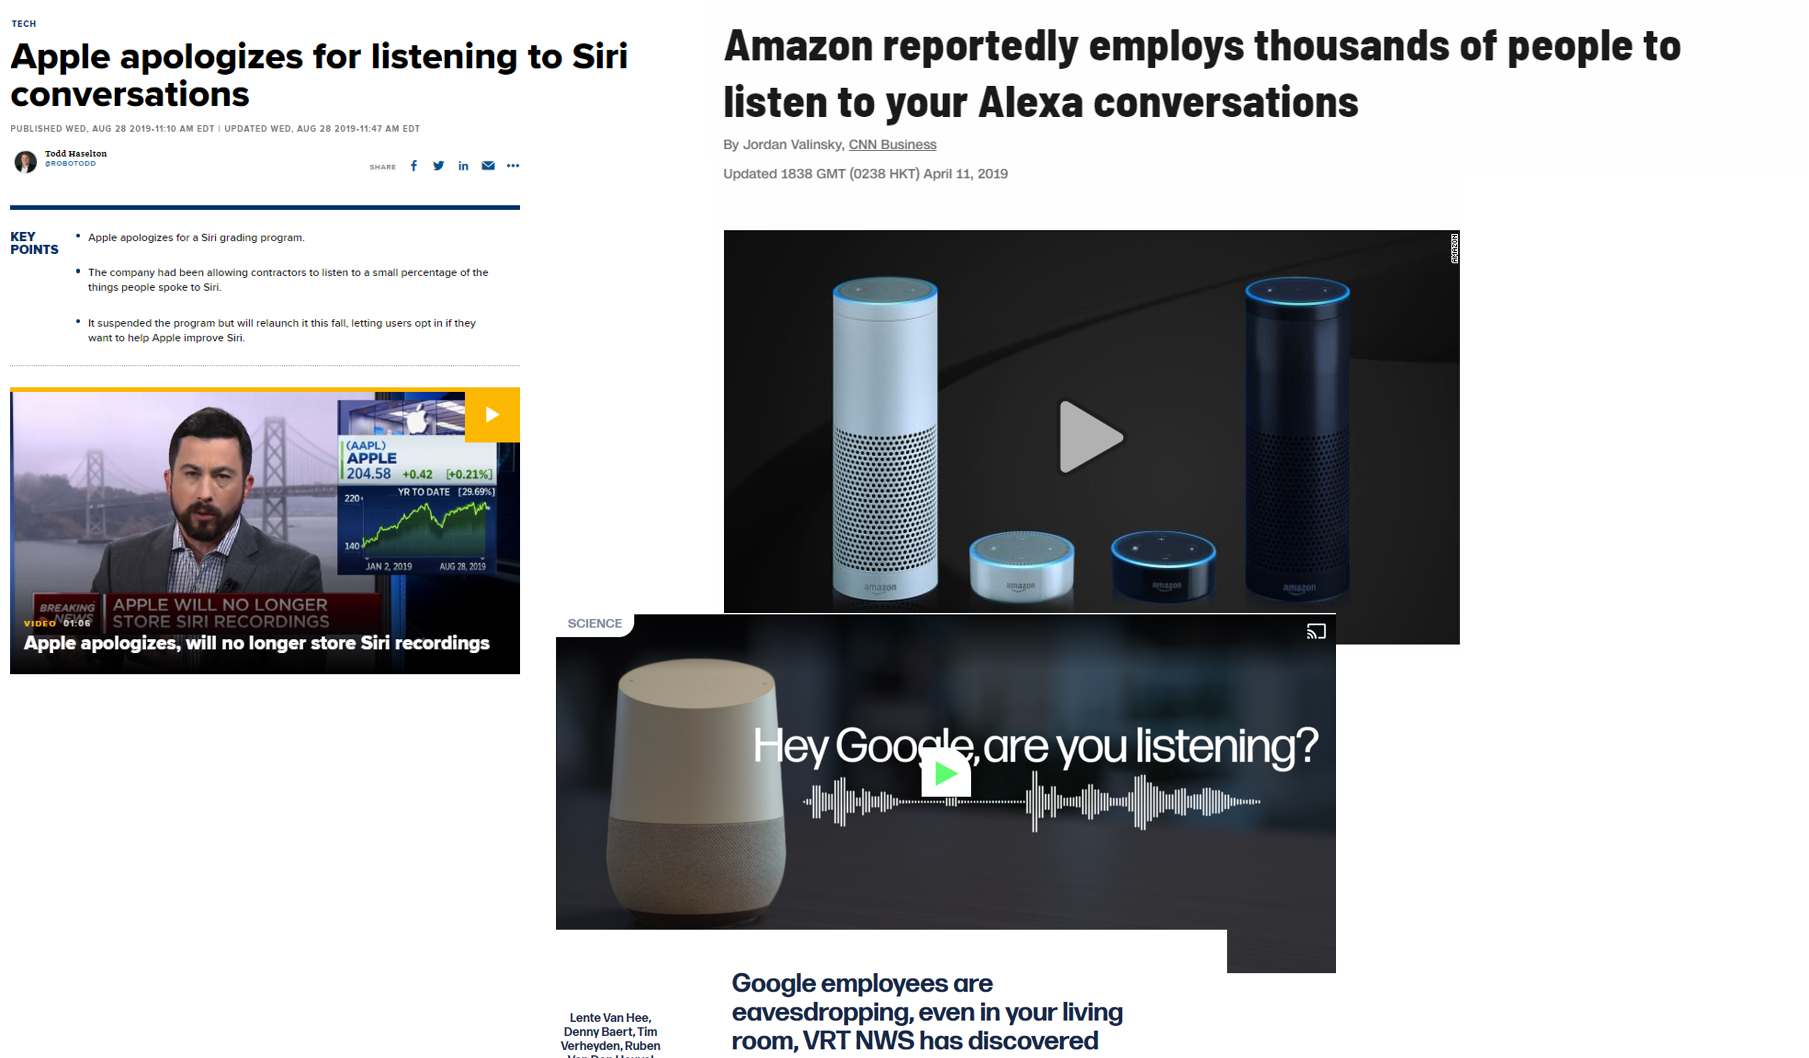 TECH
Apple apologizes for listening to Siri
conversations
PUBLISHED WED, AUG 28 2019•11:10 AM EDT | UPDATED WED, AUG 28 2019•11:47 AM EDT
Todd Haselton
@ROBOTODD
SHARE
KEY
POINTS
Apple apologizes for a Siri grading program.
The company had been allowing contractors to listen to a small percentage of the
things people spoke to Siri.
It suspended the program but will relaunch it this fall, letting users opt in if they
want to help Apple improve Siri.
(AAPL)
APPLE
204.58 +0.42 [+0.21%]
YR TO DATE [29.69%]
220
140
JAN 2, 2019 AUG 28, 2019
BREAKING
NEWS
APPLE WILL NO LONGER
STORE SIRI RECORDINGS
VIDEO 01:06
Apple apologizes, will no longer store Siri recordings
Amazon reportedly employs thousands of people to
listen to your Alexa conversations
By Jordan Valinsky, CNN Business
Updated 1838 GMT (0238 HKT) April 11, 2019
AMAZON
amazon
amazon
amazon
amazon
SCIENCE
Hey Google, are you listening?
Google employees are
eavesdropping, even in your living
room, VRT NWS has discovered
Lente Van Hee,
Denny Baert, Tim
Verheyden, Ruben